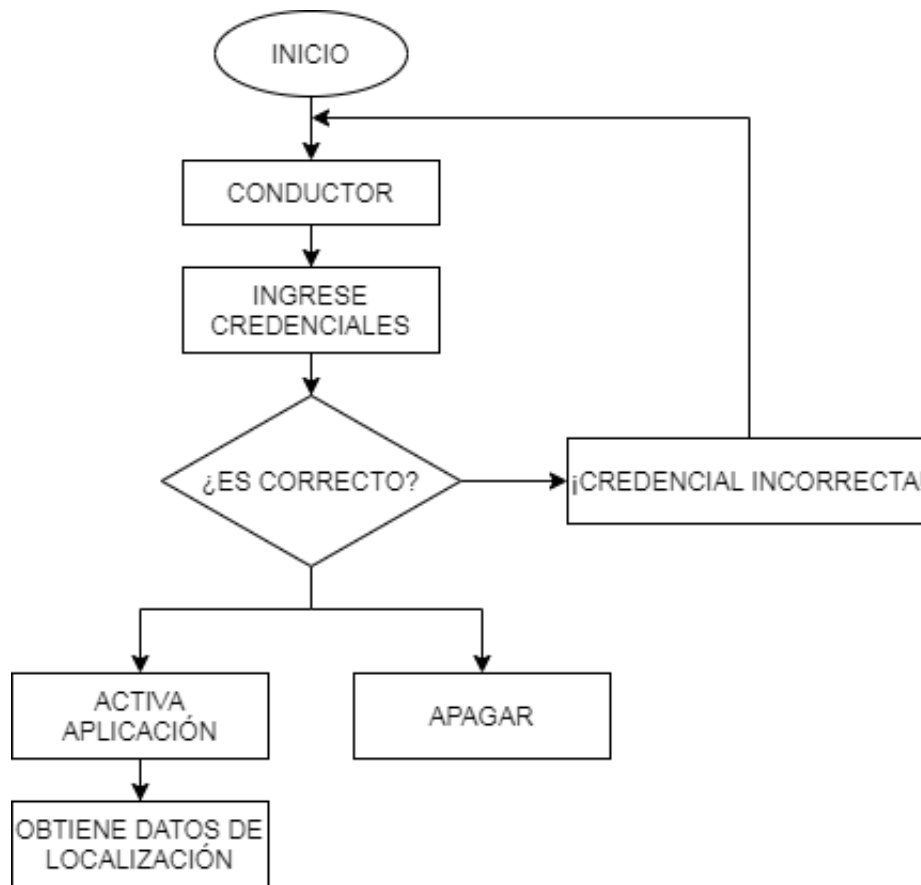 INICIO
CONDUCTOR
INGRESE
CREDENCIALES
¿ES CORRECTO?
¡CREDENCIAL INCORRECTA!
ACTIVA
APLICACIÓN
APAGAR
OBTIENE DATOS DE
LOCALIZACIÓN